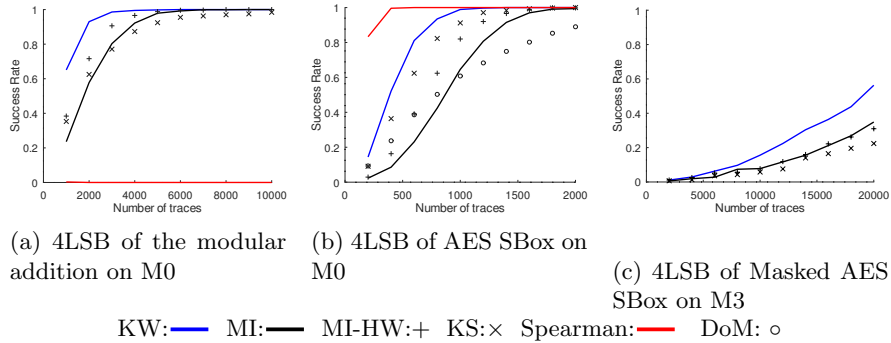 1
0.8
0.6
0.4
0.2
0
Success Rate
2000 4000 6000 8000 10000
Number of traces
1
0.8
0.6
0.4
0.2
0
Success Rate
0 500 1000 1500 2000
Number of traces
1
0.8
0.6
0.4
0.2
0
Success Rate
0 5000 10000 15000 20000
Number of traces
(a) 4LSB of the modular
addition on M0
(b) 4LSB of AES SBox on
M0
(c) 4LSB of Masked AES
SBox on M3
KW: MI: MI-HW:+ KS:× Spearman: DoM: ∘